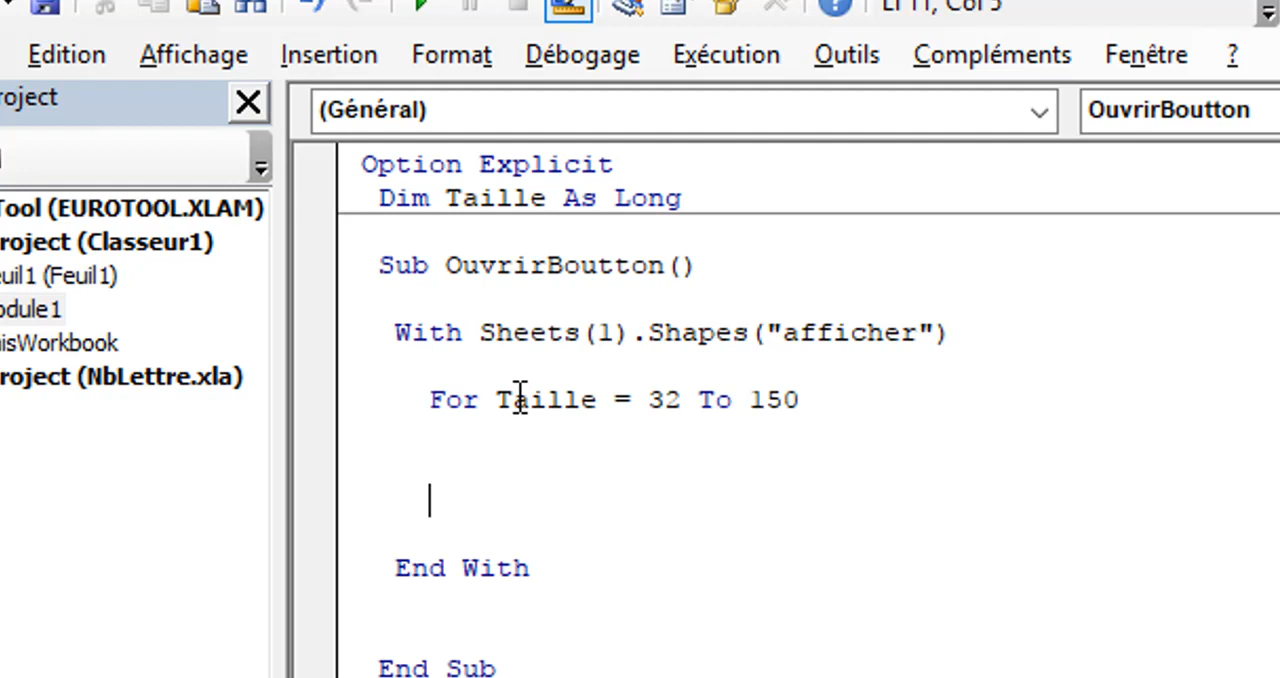 Edition Affichage Insertion Format Débogage Exécution Outils Compléments Fenêtre ?
roject
(Général)
OuvrirBoutton
Option Explicit
Dim Taille As Long
Tool (EUROTOOL.XLAM)
roject (Classeur1)
euil1 (Feuil1)
odule1
hisWorkbook
roject (NbLettre.xla)
Sub OuvrirBoutton()
With Sheets(1).Shapes("afficher")
For Taille = 32 To 150
End With
End Sub